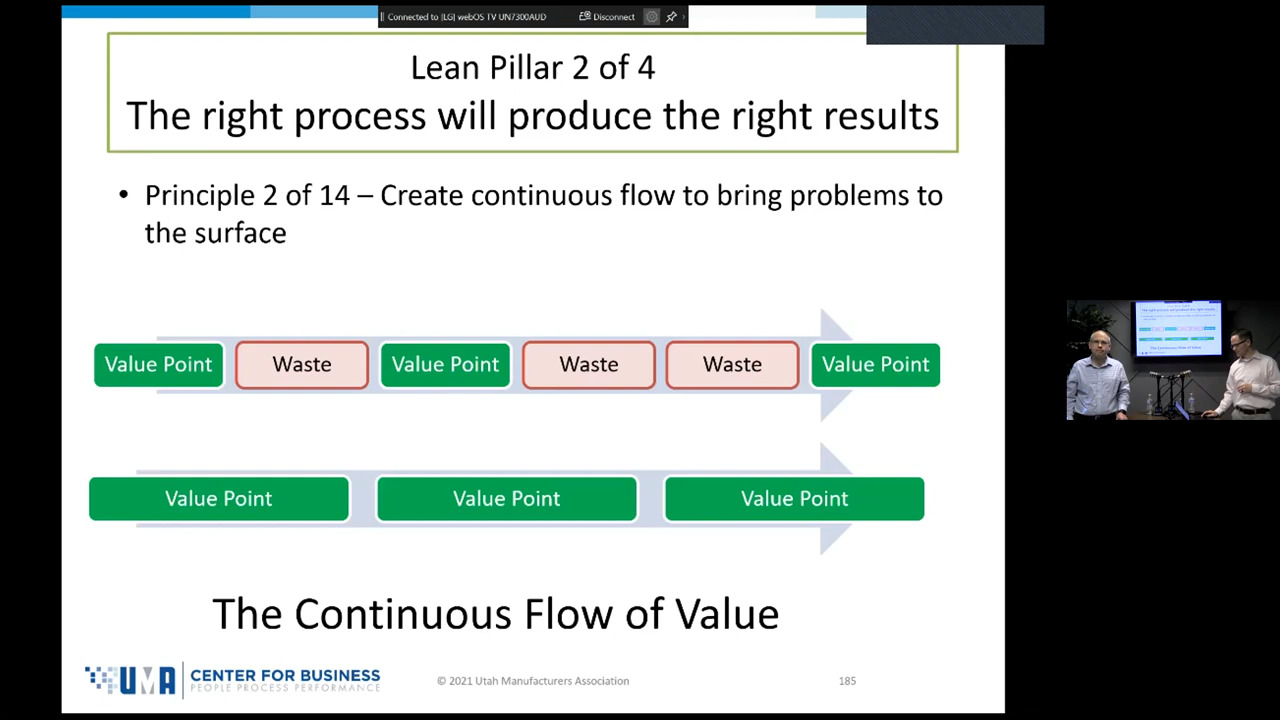 Connected to [LG] webOS TV UN7300AUD
Disconnect
Lean Pillar 2 of 4
The right process will produce the right results
• Principle 2 of 14 – Create continuous flow to bring problems to
the surface
Value Point
Waste
Value Point
Waste
Waste
Value Point
Value Point
Value Point
Value Point
The Continuous Flow of Value
UMA
CENTER FOR BUSINESS
PEOPLE PROCESS PERFORMANCE
© 2021 Utah Manufacturers Association
185